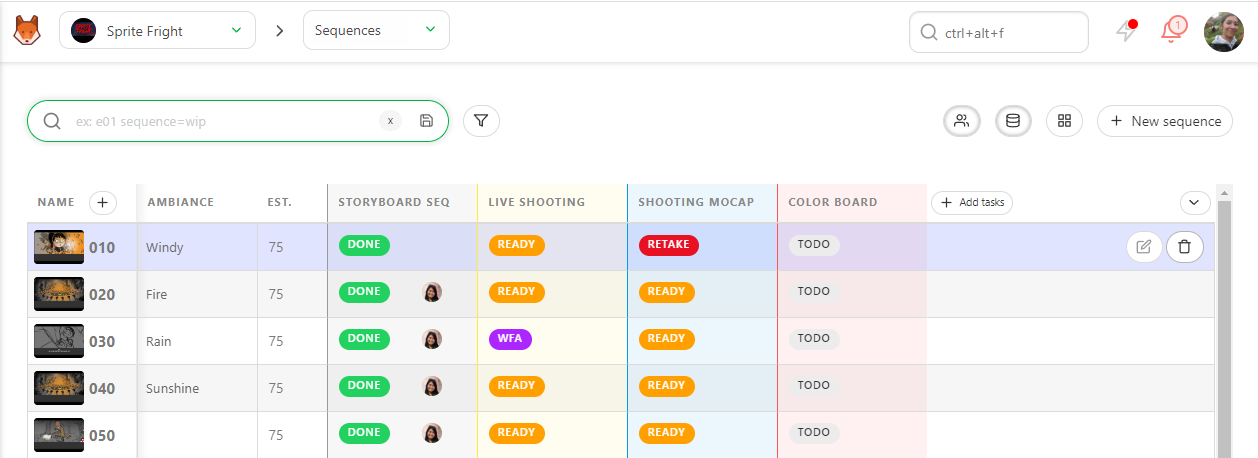 Sprite Fright
Sequences
ctrl+alt+f
1
ex: e01 sequence=wip
x
New sequence
NAME AMBIANCE EST. STORYBOARD SEQ LIVE SHOOTING SHOOTING MOCAP COLOR BOARD Add tasks
010 Windy 75 DONE READY RETAKE TODO
020 Fire 75 DONE READY READY TODO
030 Rain 75 DONE WFA READY TODO
040 Sunshine 75 DONE READY READY TODO
050 75 DONE READY READY TODO